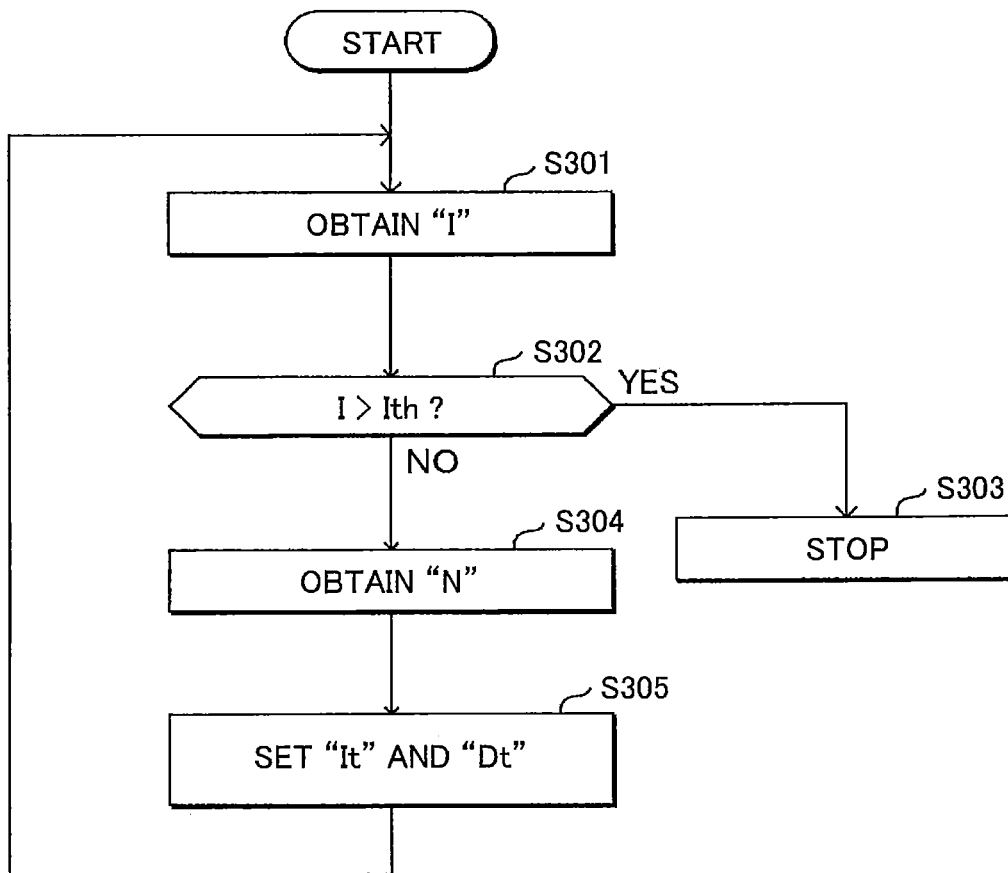 START
S301
OBTAIN “I”
S302
I > Ith ?
YES
NO
S303
STOP
S304
OBTAIN “N”
S305
SET “It” AND “Dt”